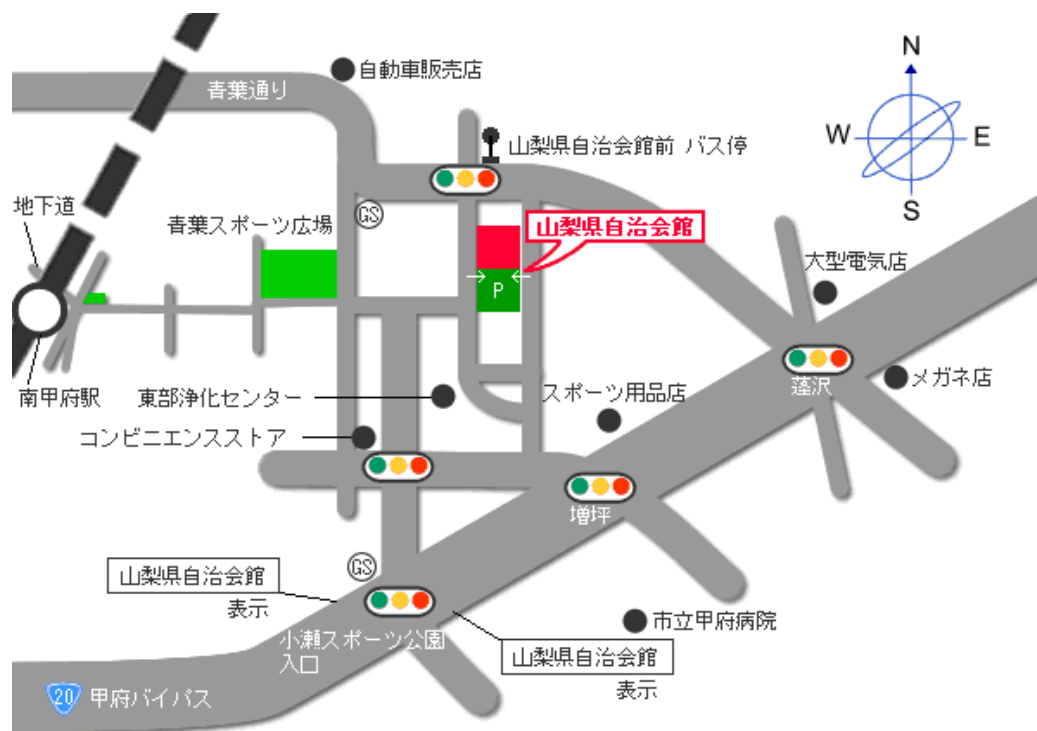 自動車販売店
青葉通り
N
W
E
S
山梨県自治会館前 バス停
地下道
青葉スポーツ広場
GS
山梨県自治会館
P
大型電気店
南甲府駅
東部浄化センター
スポーツ用品店
メガネ店
蓬沢
コンビニエンスストア
増坪
GS
山梨県自治会館
表示
小瀬スポーツ公園
入口
市立甲府病院
山梨県自治会館
表示
20
甲府バイパス